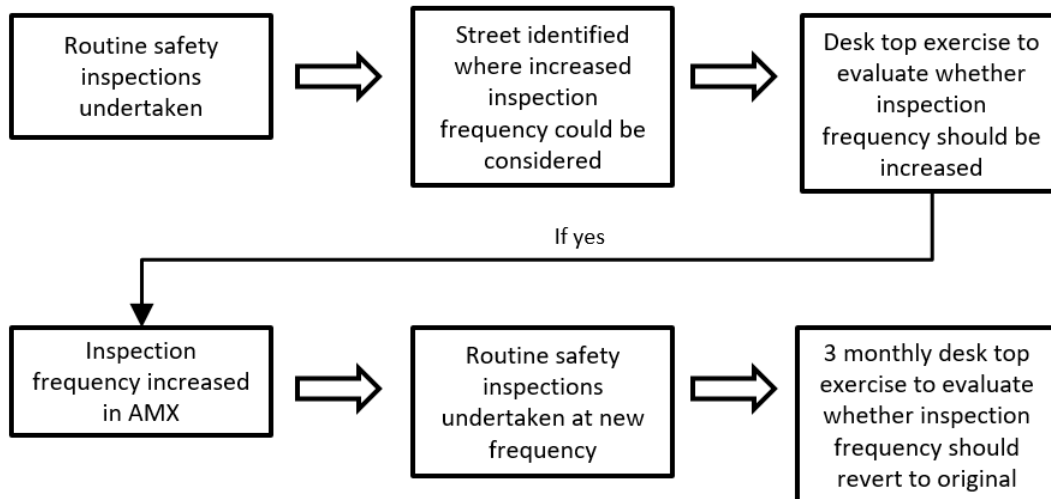 Routine safety
inspections
undertaken
Street identified
where increased
inspection
frequency could be
considered
Desk top exercise to
evaluate whether
inspection
frequency should be
increased
If yes
Inspection
frequency increased
in AMX
Routine safety
inspections
undertaken at new
frequency
3 monthly desk top
exercise to evaluate
whether inspection
frequency should
revert to original